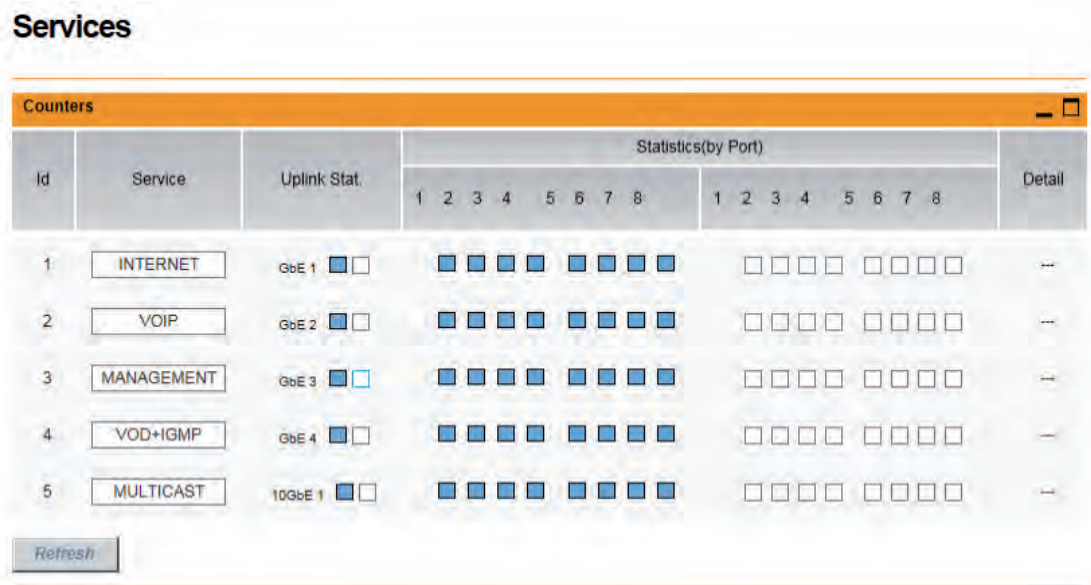 Services
Counters
Id Service Uplink Stat. Statistics(by Port) Detail
1 2 3 4 5 6 7 8 1 2 3 4 5 6 7 8
1 INTERNET GbE 1 ---
2 VOIP GbE 2 ---
3 MANAGEMENT GbE 3 ---
4 VOD+IGMP GbE 4 ---
5 MULTICAST 10GbE 1 ---
Refresh